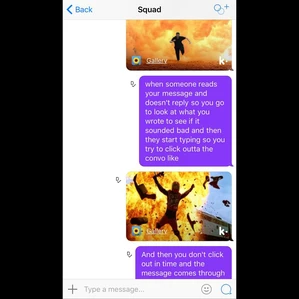 Back
Squad
Gallery
k
when someone reads
your message and
doesn't reply so you go
to look at what you
wrote to see if it
sounded bad and then
they start typing so you
try to click outta the
convo like
Gallery
k
And then you don't click
out in time and the
message comes through
Type a message...